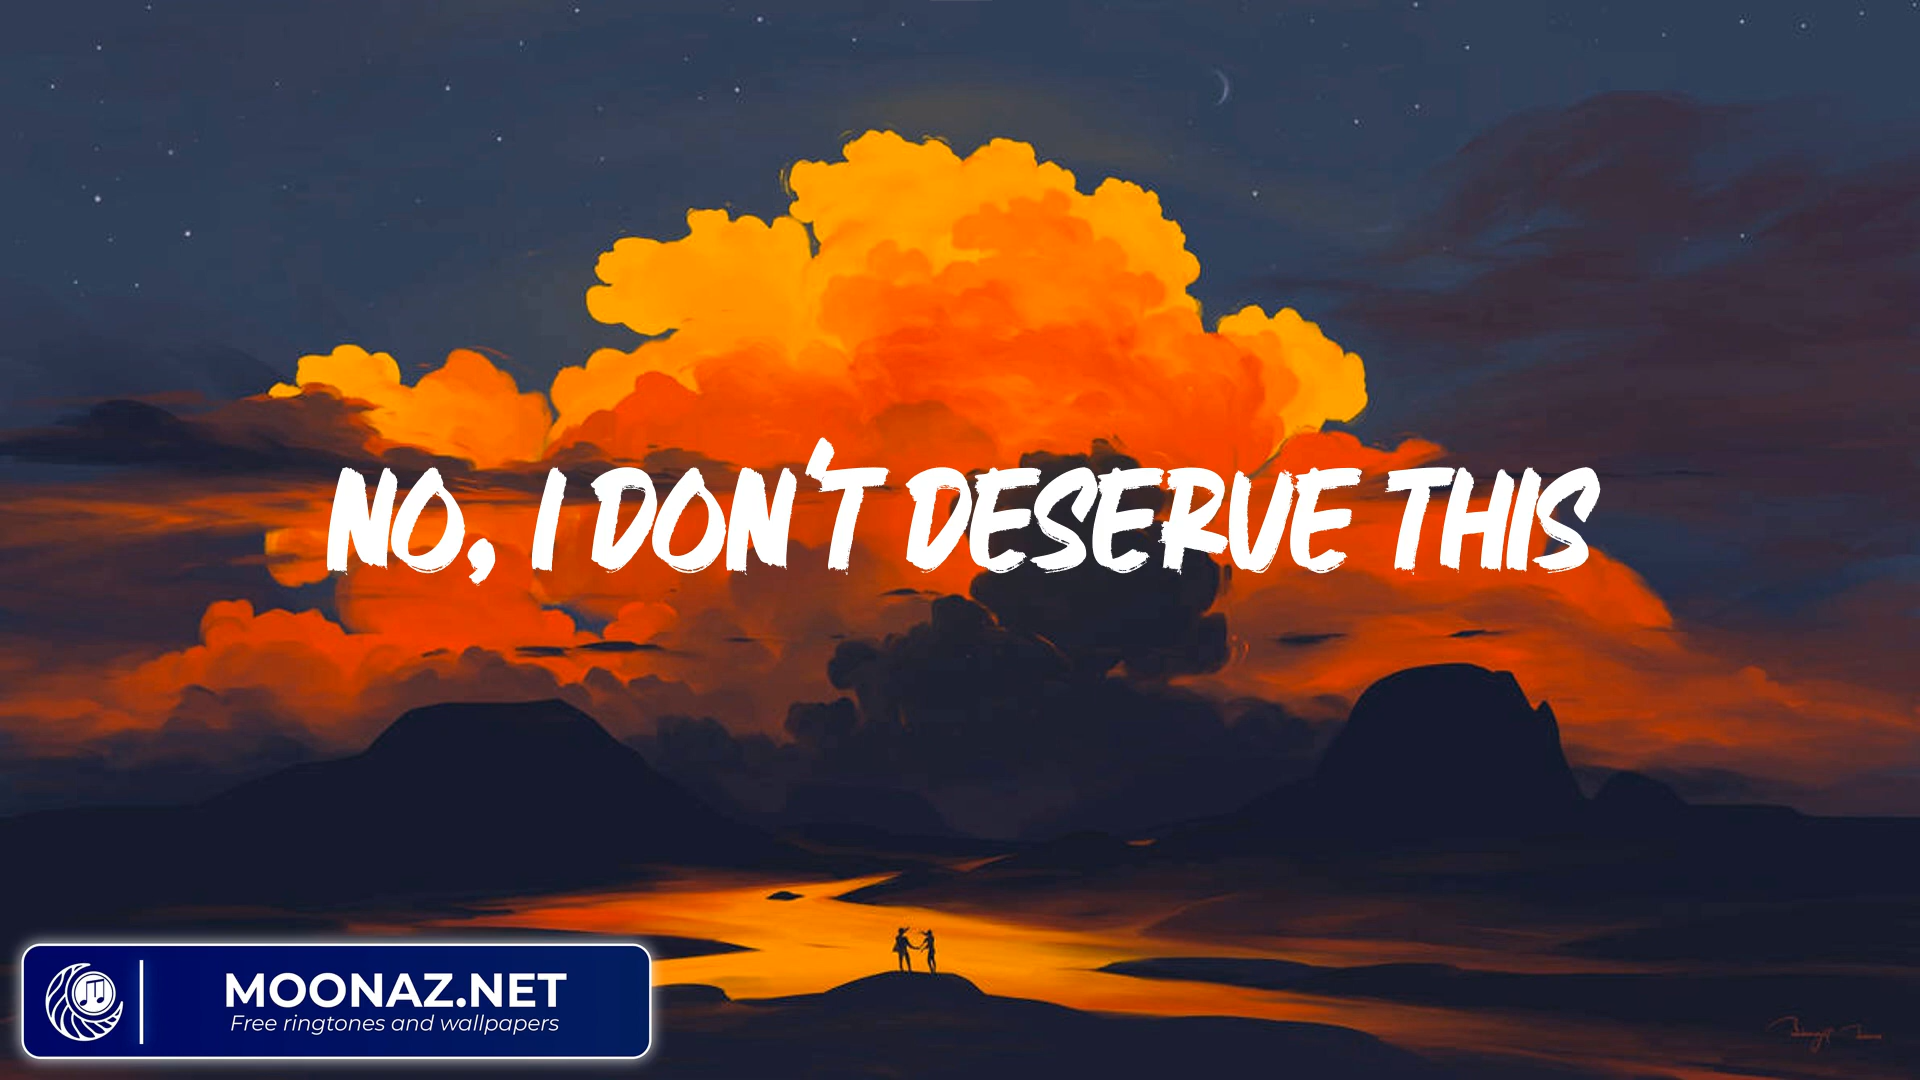 NO, I DON'T DESERVE THIS
MOONAZ.NET
Free ringtones and wallpapers